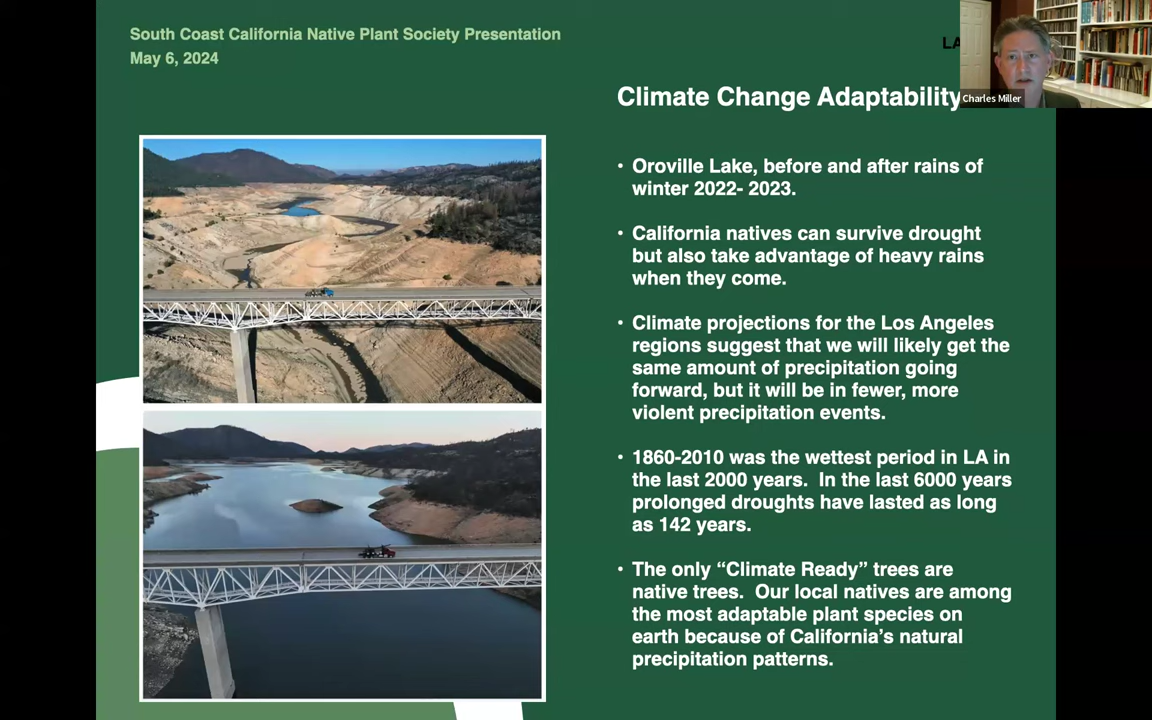 South Coast California Native Plant Society Presentation
May 6, 2024
LA
Charles Miller
Climate Change Adaptability
• Oroville Lake, before and after rains of
winter 2022- 2023.
• California natives can survive drought
but also take advantage of heavy rains
when they come.
• Climate projections for the Los Angeles
regions suggest that we will likely get the
same amount of precipitation going
forward, but it will be in fewer, more
violent precipitation events.
• 1860-2010 was the wettest period in LA in
the last 2000 years.  In the last 6000 years
prolonged droughts have lasted as long
as 142 years.
• The only “Climate Ready” trees are
native trees.  Our local natives are among
the most adaptable plant species on
earth because of California’s natural
precipitation patterns.